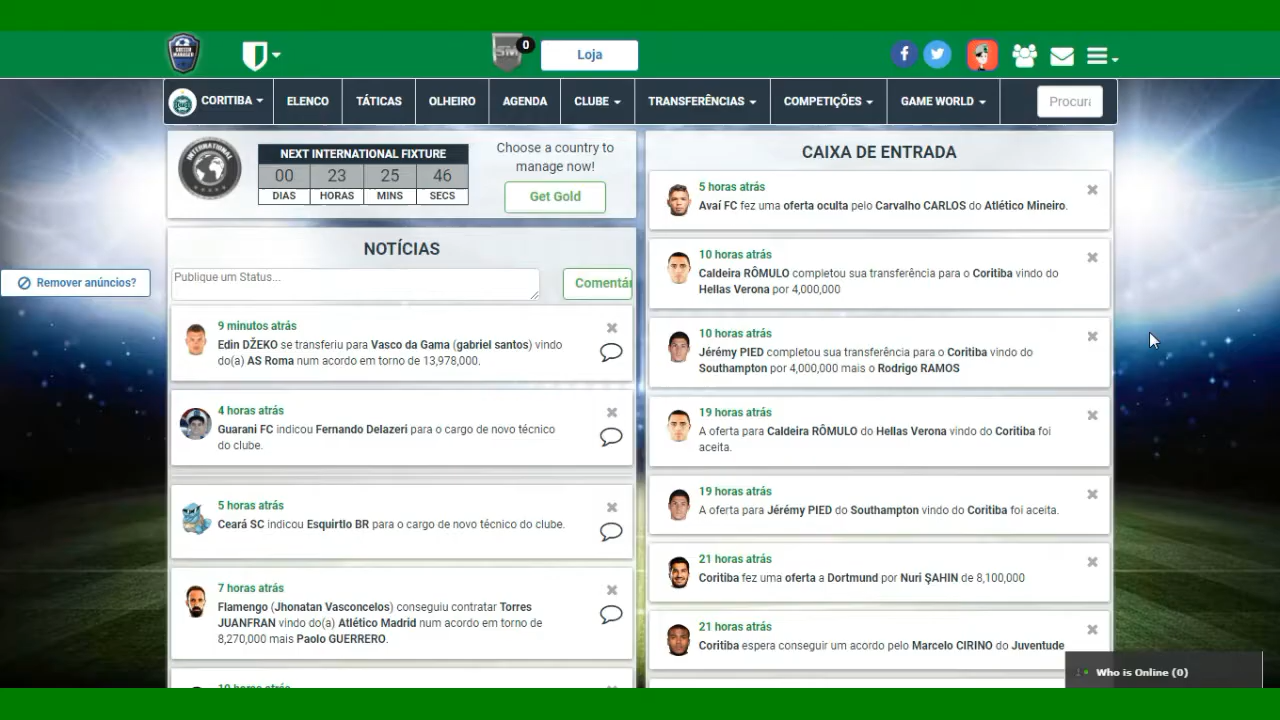 SOCCER MANAGER
SM
0
Loja
CORITIBA
ELENCO
TÁTICAS
OLHEIRO
AGENDA
CLUBE
TRANSFERÊNCIAS
COMPETIÇÕES
GAME WORLD
Procura
INTERNATIONAL
NEXT INTERNATIONAL FIXTURE
00 23 25 46
DIAS HORAS MINS SECS
Choose a country to
manage now!
Get Gold
Remover anúncios?
NOTÍCIAS
Publique um Status...
Comentár
9 minutos atrás
Edin DŽEKO se transferiu para Vasco da Gama (gabriel santos) vindo
do(a) AS Roma num acordo em torno de 13,978,000.
4 horas atrás
Guarani FC indicou Fernando Delazeri para o cargo de novo técnico
do clube.
5 horas atrás
Ceará SC indicou Esquirtlo BR para o cargo de novo técnico do clube.
7 horas atrás
Flamengo (Jhonatan Vasconcelos) conseguiu contratar Torres
JUANFRAN vindo do(a) Atlético Madrid num acordo em torno de
8,270,000 mais Paolo GUERRERO.
CAIXA DE ENTRADA
5 horas atrás
Avaí FC fez uma oferta oculta pelo Carvalho CARLOS do Atlético Mineiro.
10 horas atrás
Caldeira RÔMULO completou sua transferência para o Coritiba vindo do
Hellas Verona por 4,000,000
10 horas atrás
Jérémy PIED completou sua transferência para o Coritiba vindo do
Southampton por 4,000,000 mais o Rodrigo RAMOS
19 horas atrás
A oferta para Caldeira RÔMULO do Hellas Verona vindo do Coritiba foi
aceita.
19 horas atrás
A oferta para Jérémy PIED do Southampton vindo do Coritiba foi aceita.
21 horas atrás
Coritiba fez uma oferta a Dortmund por Nuri ŞAHIN de 8,100,000
21 horas atrás
Coritiba espera conseguir um acordo pelo Marcelo CIRINO do Juventude
Who is Online (0)